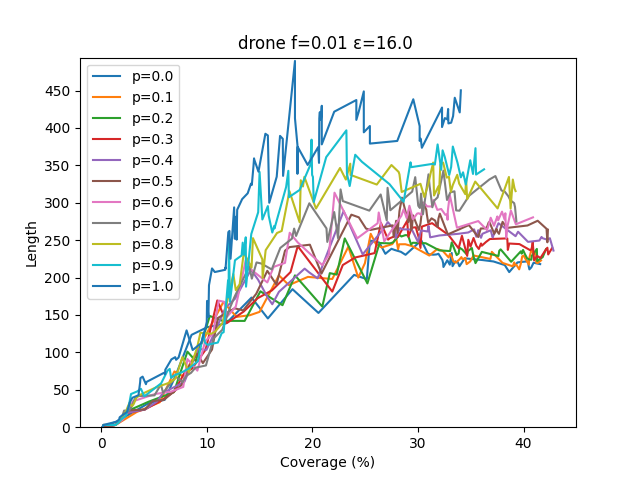 drone f=0.01 ε=16.0
Length
450
400
350
300
250
200
150
100
50
0
p=0.0
p=0.1
p=0.2
p=0.3
p=0.4
p=0.5
p=0.6
p=0.7
p=0.8
p=0.9
p=1.0
0 10 20 30 40
Coverage (%)